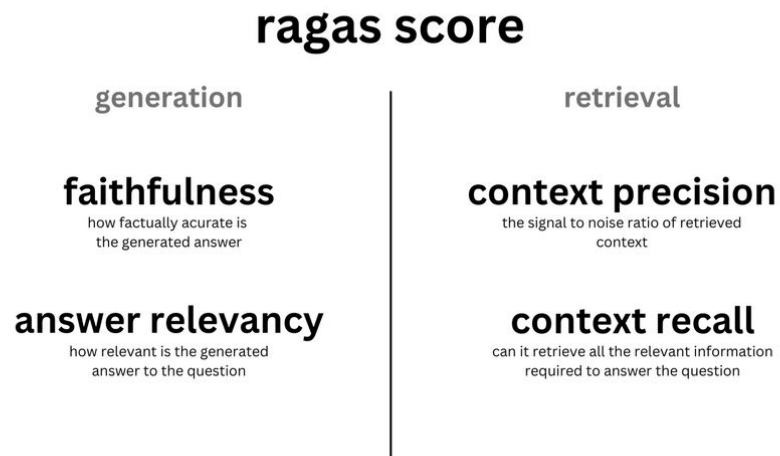 ragas score
generation
faithfulness
how factually acurate is
the generated answer
answer relevancy
how relevant is the generated
answer to the question
retrieval
context precision
the signal to noise ratio of retrieved
context
context recall
can it retrieve all the relevant information
required to answer the question